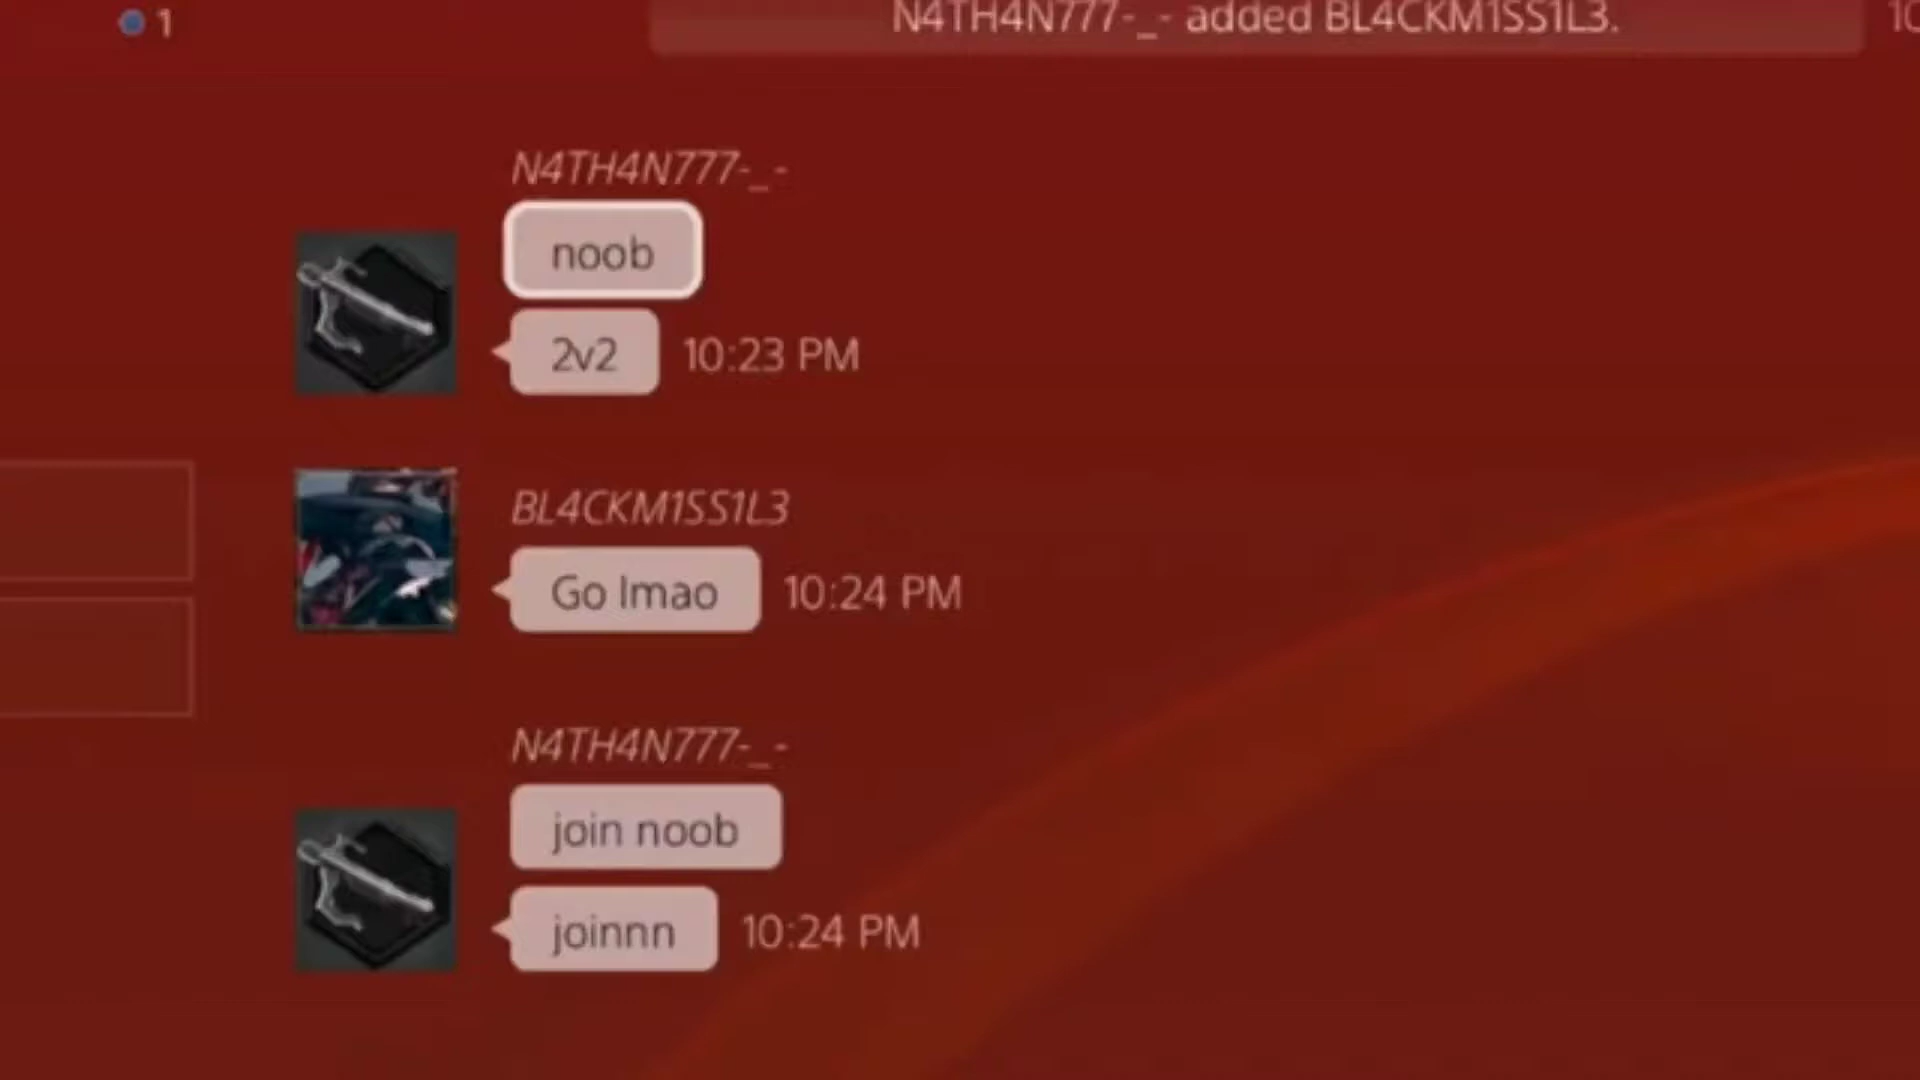 1
N4TH4N777-_- added BL4CKM1SS1L3.
N4TH4N777-_-
noob
2v2 10:23 PM
BL4CKM1SS1L3
Go lmao 10:24 PM
N4TH4N777-_-
join noob
joinnn 10:24 PM